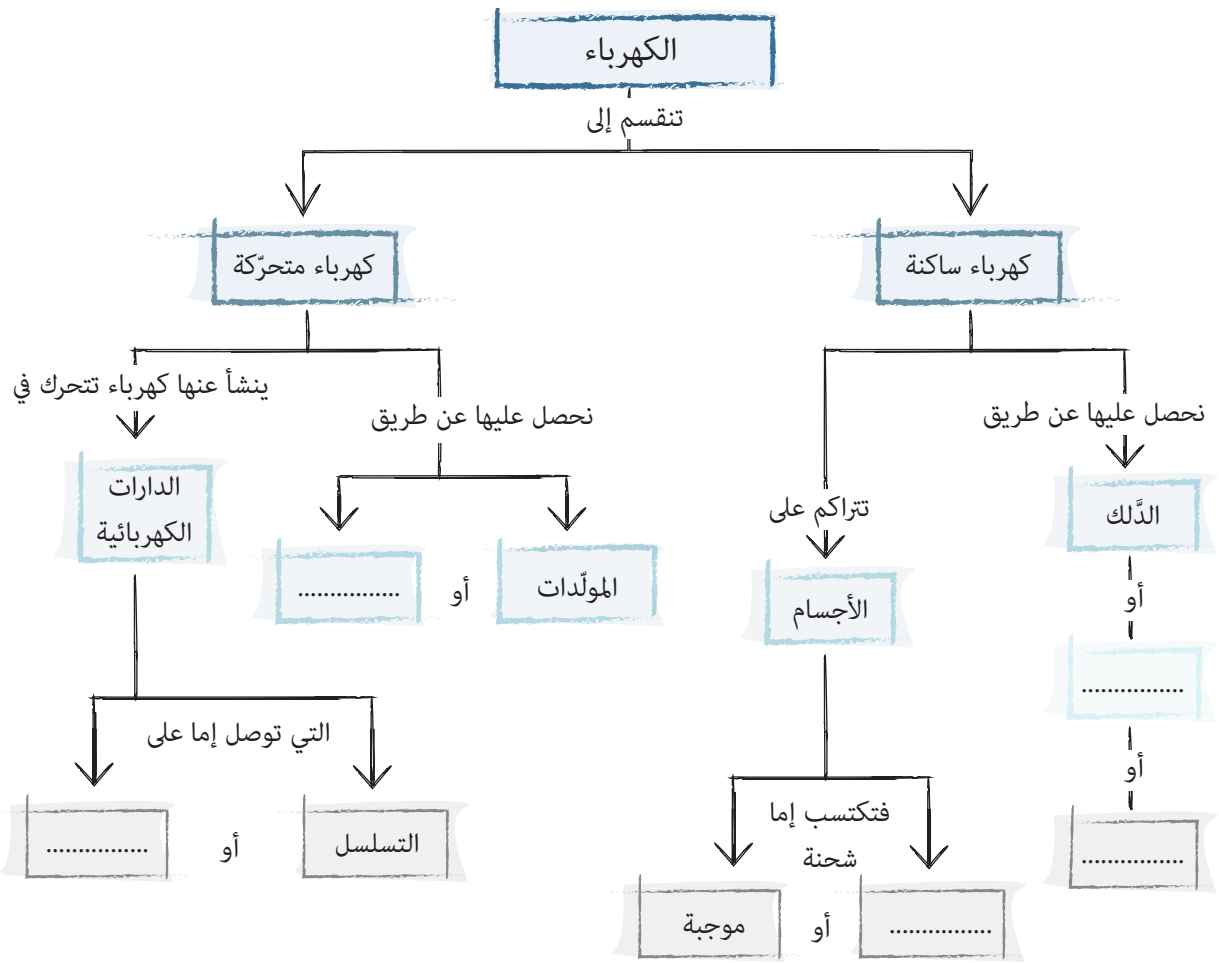 الكهرباء
تنقسم إلى
كهرباء ساكنة
كهرباء متحرّكة
نحصل عليها عن طريق
الدَّلك
أو
................
أو
................
تتراكم على
الأجسام
فتكتسب إما
شحنة
................
أو
موجبة
نحصل عليها عن طريق
المولّدات
أو
................
ينشأ عنها كهرباء تتحرك في
الدارات
الكهربائية
التي توصل إما على
التسلسل
أو
................